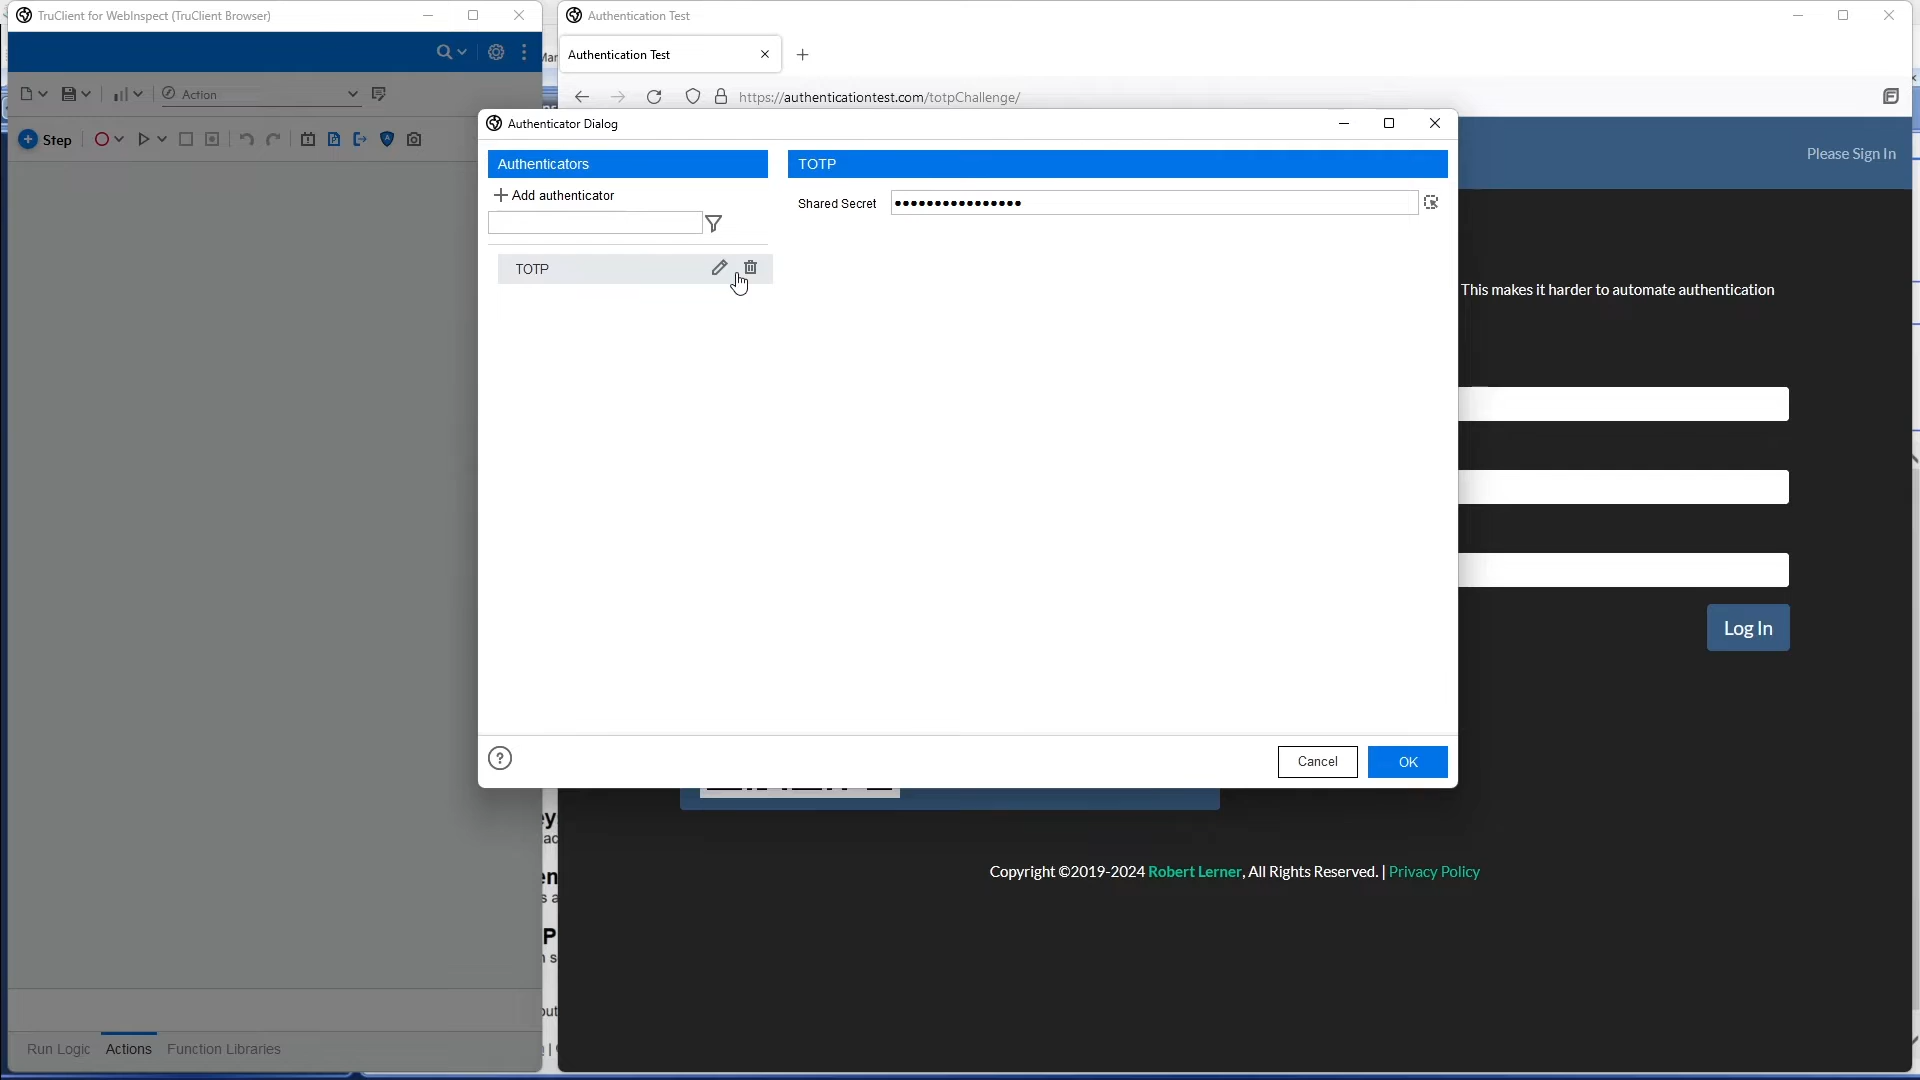 TruClient for WebInspect (TruClient Browser)
Action
Step
Run Logic Actions Function Libraries
Authentication Test
Authentication Test
https://authenticationtest.com/totpChallenge/
Please Sign In
This makes it harder to automate authentication
Log In
Copyright ©2019-2024 Robert Lerner, All Rights Reserved. | Privacy Policy
Authenticator Dialog
Authenticators
Add authenticator
TOTP
TOTP
Shared Secret
Cancel
OK